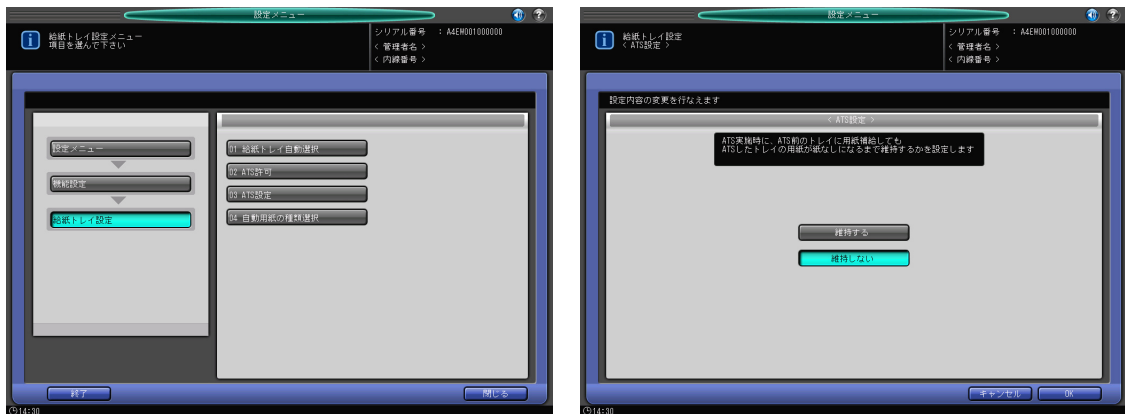 設定メニュー
給紙トレイ設定メニュー
項目を選んで下さい
シリアル番号 : A4EW001000000
< 管理者名 >
< 内線番号 >
設定メニュー
機能設定
給紙トレイ設定
01 給紙トレイ自動選択
02 ATS許可
03 ATS設定
04 自動用紙の種類選択
終了
閉じる
14:30
設定メニュー
給紙トレイ設定
< ATS設定 >
シリアル番号 : A4EW001000000
< 管理者名 >
< 内線番号 >
設定内容の変更を行なえます
< ATS設定 >
ATS実施時に、ATS前のトレイに用紙補給しても
ATSしたトレイの用紙が紙なしになるまで維持するかを設定します
維持する
維持しない
キャンセル
OK
14:30